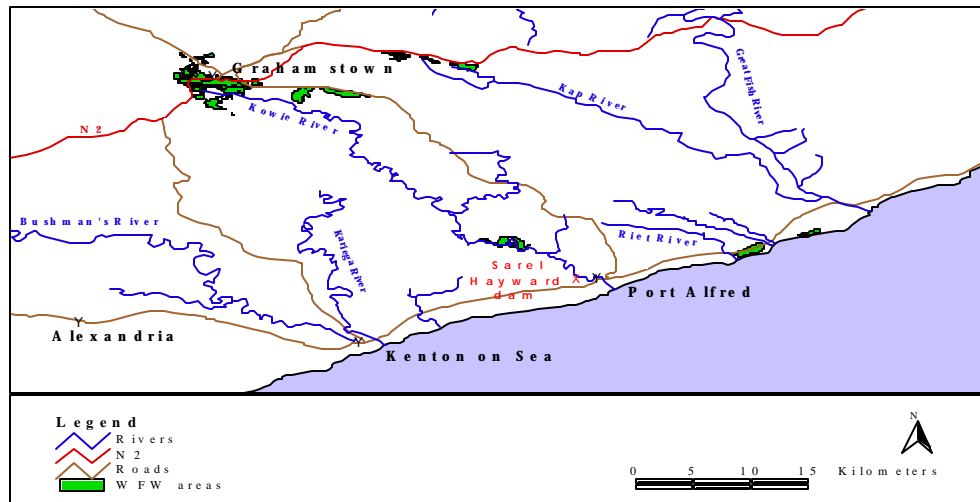 Grahamstown
N2
Kowie River
Kap River
Great Fish River
Bushman's River
Kariega River
Riet River
Sarel
Hayward X
dam
Port Alfred
Y
Alexandria
Y
Kenton on Sea
Y
Legend
Rivers
N2
Roads
WFW areas
N
0 5 10 15 Kilometers